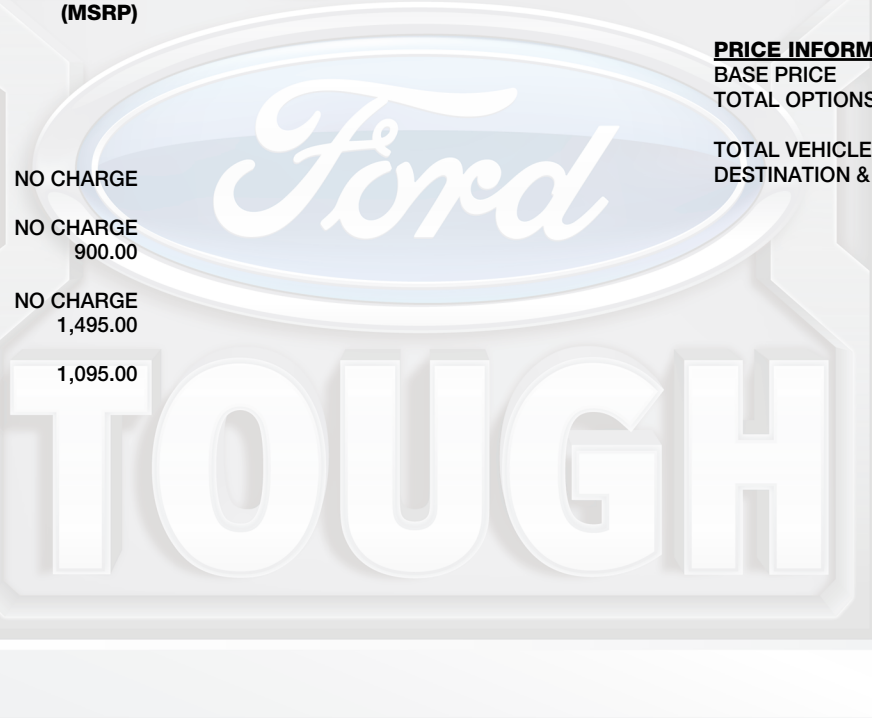 (MSRP)
NO CHARGE
NO CHARGE
900.00
NO CHARGE
1,495.00
1,095.00
PRICE INFORM
BASE PRICE
TOTAL OPTIONS
TOTAL VEHICLE
DESTINATION &
Ford
TOUGH